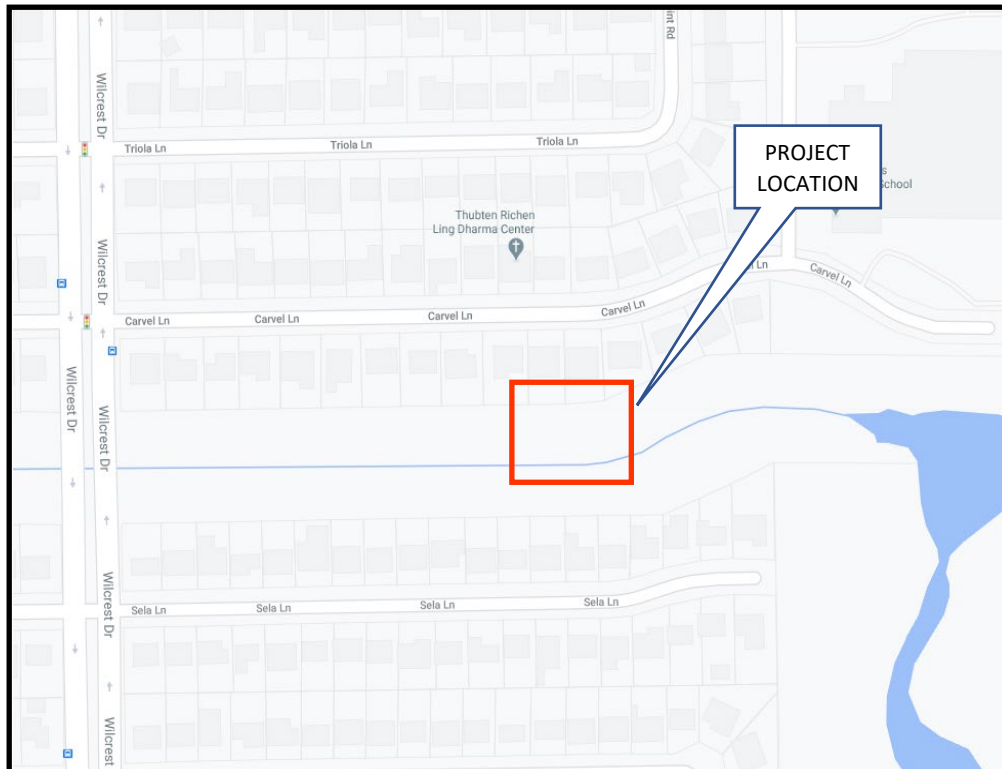 int Rd
Wilcrest Dr
Triola Ln
Triola Ln
Triola Ln
PROJECT
LOCATION
s
School
Thubten Richen
Ling Dharma Center
Wilcrest Dr
Ln
Carvel Ln
Carvel Ln
Carvel Ln
Carvel Ln
Carvel Ln
Wilcrest Dr
Wilcrest Dr
Wilcrest Dr
Sela Ln
Sela Ln
Sela Ln
Sela Ln
Wilcrest